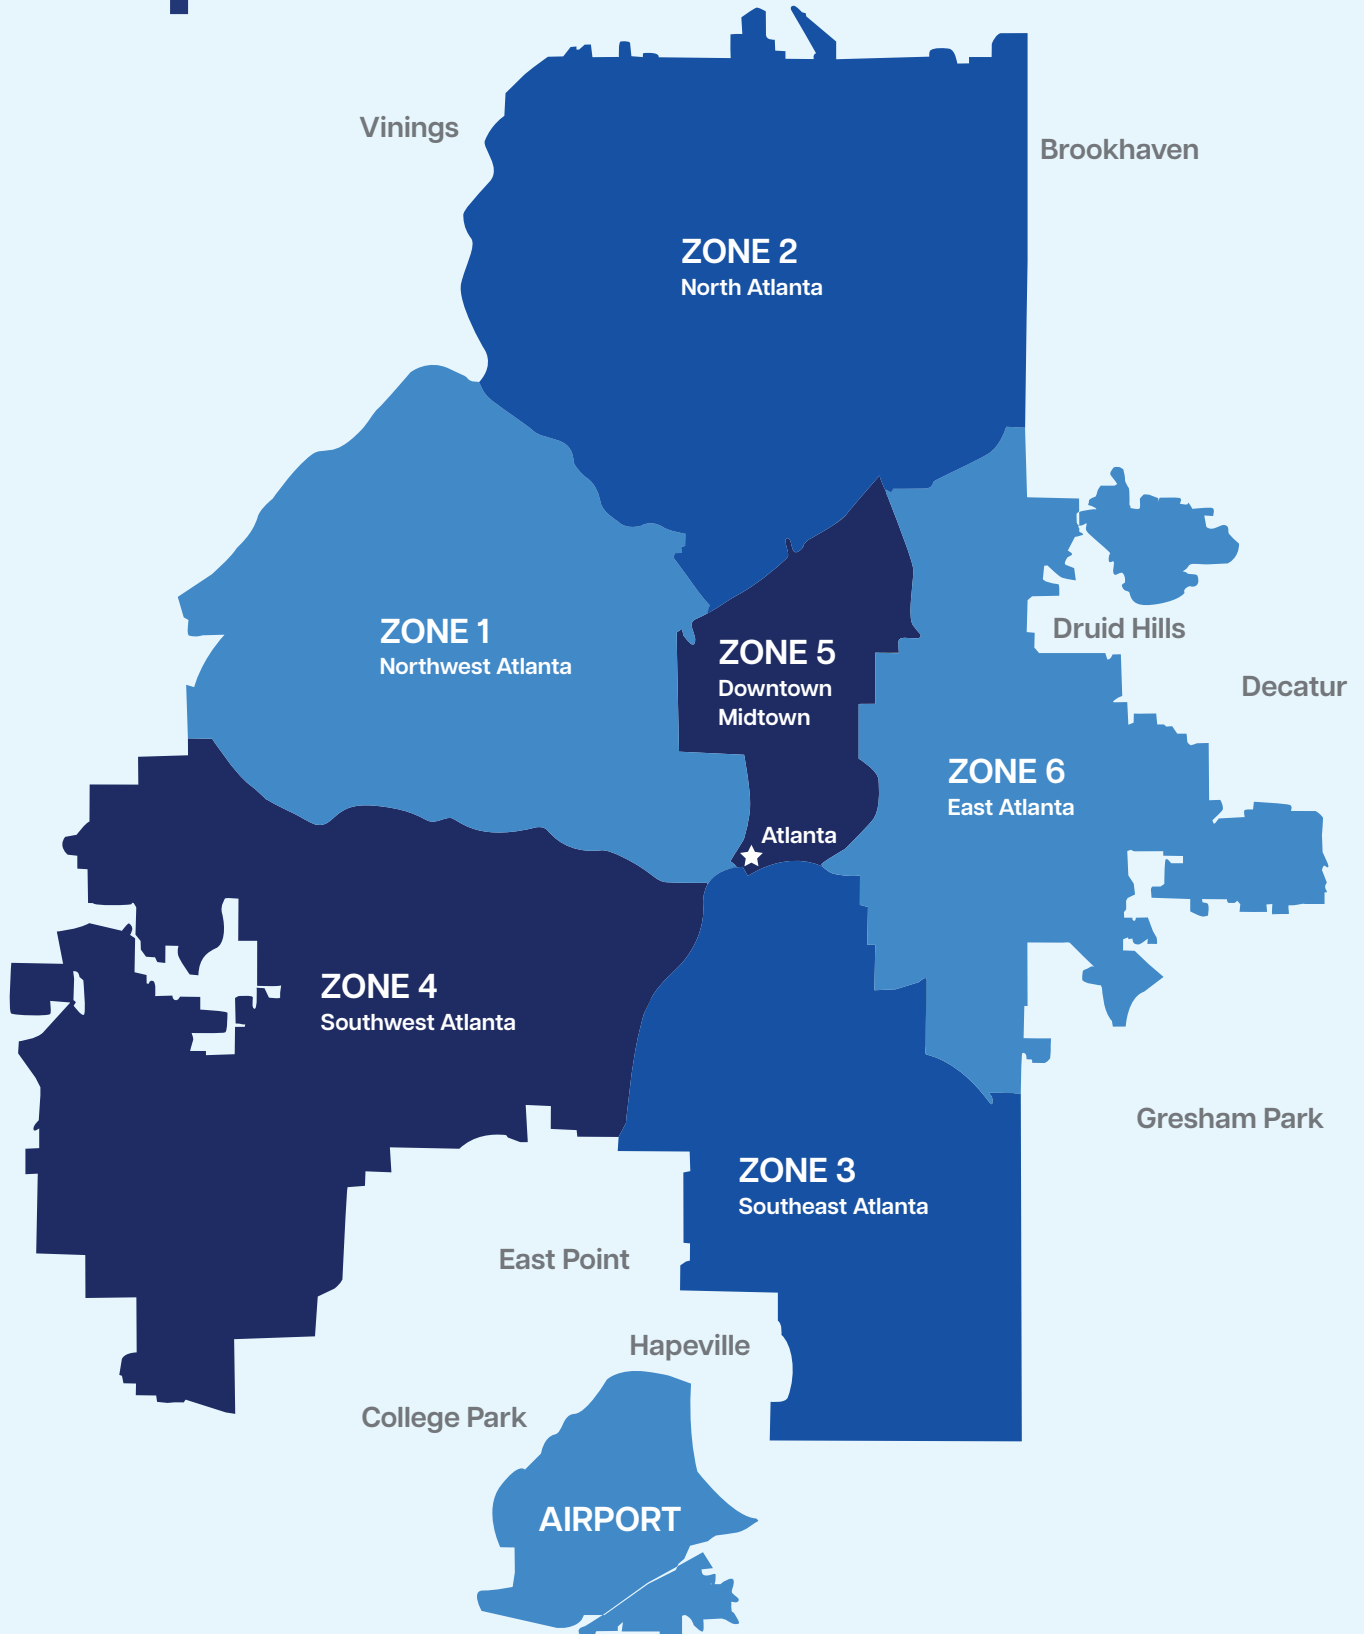 Vinings
Brookhaven
ZONE 2
North Atlanta
ZONE 1
Northwest Atlanta
ZONE 5
Downtown
Midtown
Druid Hills
Decatur
ZONE 6
East Atlanta
Atlanta
ZONE 4
Southwest Atlanta
Gresham Park
ZONE 3
Southeast Atlanta
East Point
Hapeville
College Park
AIRPORT